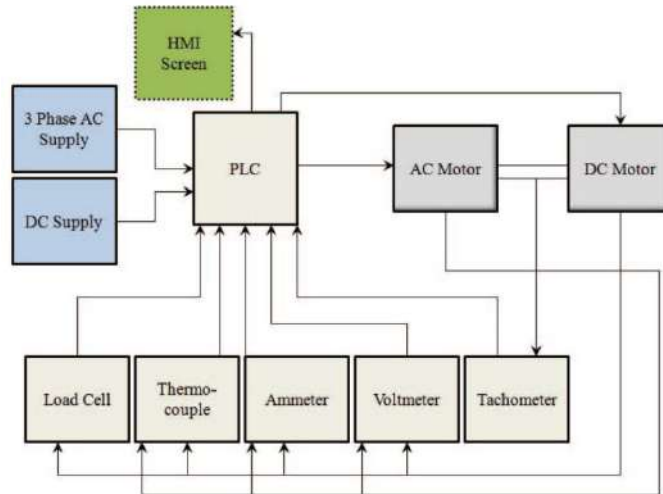 HMI
Screen
3 Phase AC
Supply
PLC
AC Motor
DC Motor
DC Supply
Load Cell
Thermo-
couple
Ammeter
Voltmeter
Tachometer